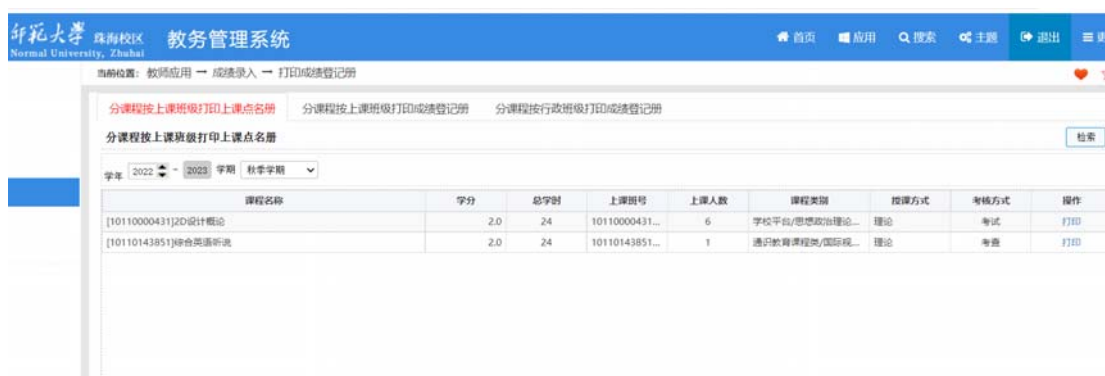 师范大学 珠海校区 教务管理系统 首页 应用 搜索 主题 退出
Normal University, Zhuhai
当前位置: 教师应用 → 成绩录入 → 打印成绩登记册
分课程按上课班级打印上课点名册 分课程按上课班级打印成绩登记册 分课程按行政班级打印成绩登记册
分课程按上课班级打印上课点名册 检索
学年 2022 - 2023 学期 秋季学期
课程名称 学分 总学时 上课班号 上课人数 课程类别 授课方式 考核方式 操作
[10110000431]2D设计概论 2.0 24 10110000431... 6 学校平台/思想政治理论... 理论 考试 打印
[10110143851]综合英语听说 2.0 24 10110143851... 1 通识教育课程类/国际视... 理论 考查 打印